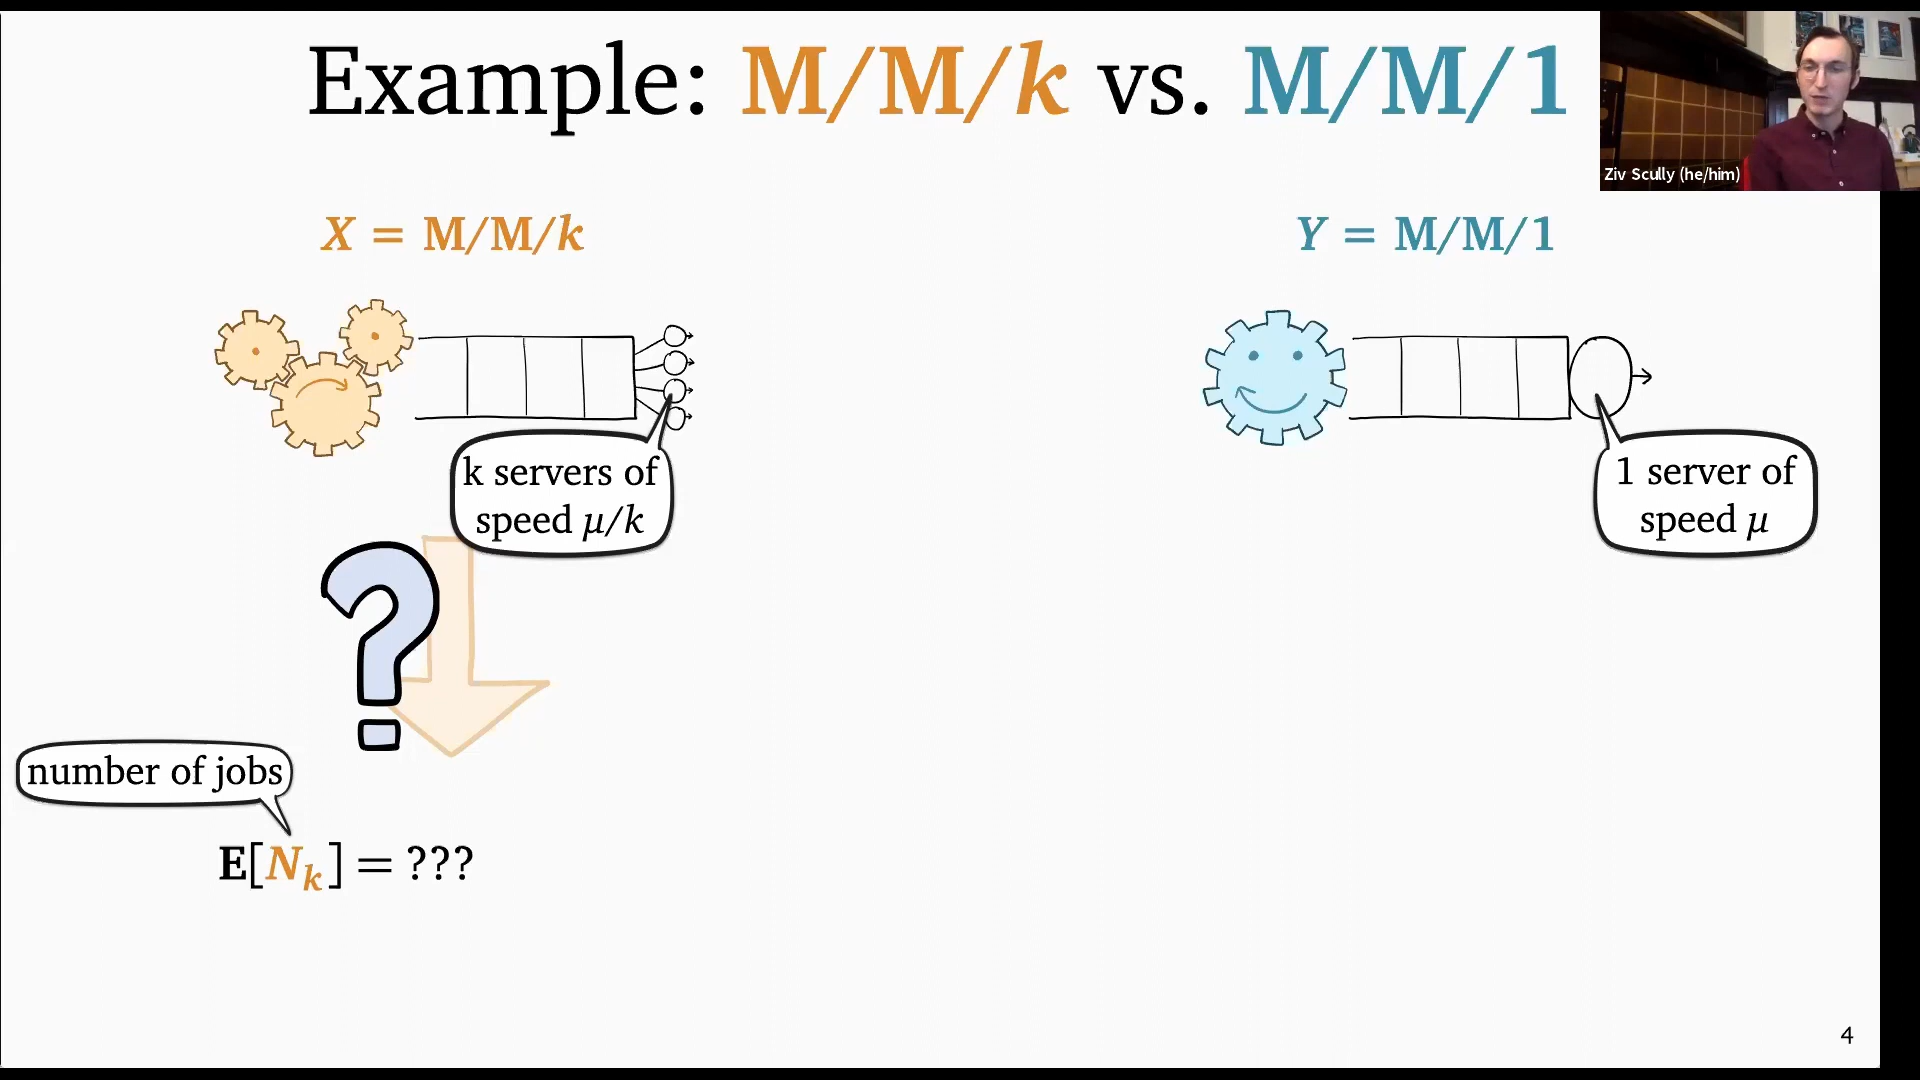 Example: M/M/k vs. M/M/1
Ziv Scully (he/him)
X = M/M/k
Y = M/M/1
k servers of
speed μ/k
1 server of
speed μ
?
number of jobs
E[N_k] = ???
4